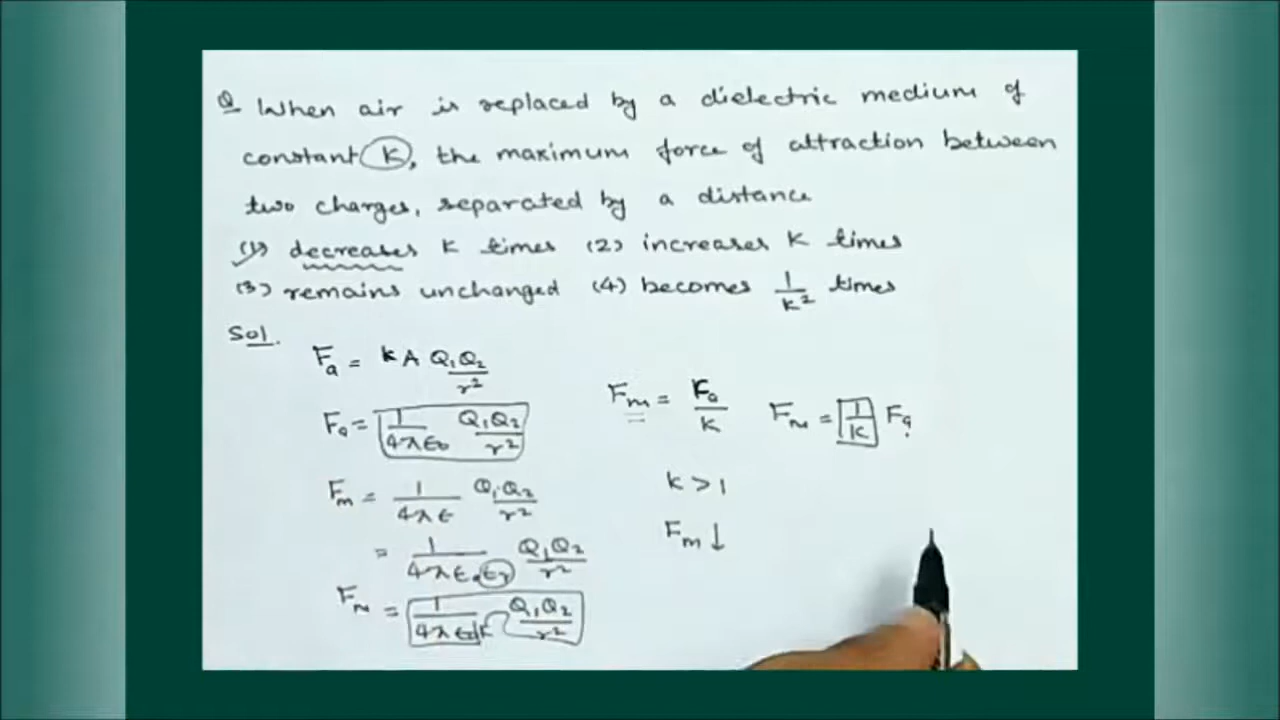 Q When air is replaced by a dielectric medium of
constant K, the maximum force of attraction between
two charges, separated by a distance
(1) decreases K times (2) increases K times
(3) remains unchanged (4) becomes 1/K² times
Sol.
Fa = kA Q₁Q₂/r²
Fa = 1/4πε₀ Q₁Q₂/r²
Fm = 1/4πε Q₁Q₂/r²
= 1/4πε₀εr Q₁Q₂/r²
Fm = 1/4πε₀K Q₁Q₂/r²
Fm = Fa/K Fm = 1/K Fa
K > 1
Fm ↓